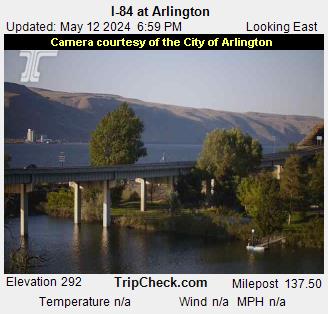 I-84 at Arlington
Updated: May 12 2024 6:59 PM Looking East
Camera courtesy of the City of Arlington
Elevation 292 TripCheck.com Milepost 137.50
Temperature n/a Wind n/a MPH n/a